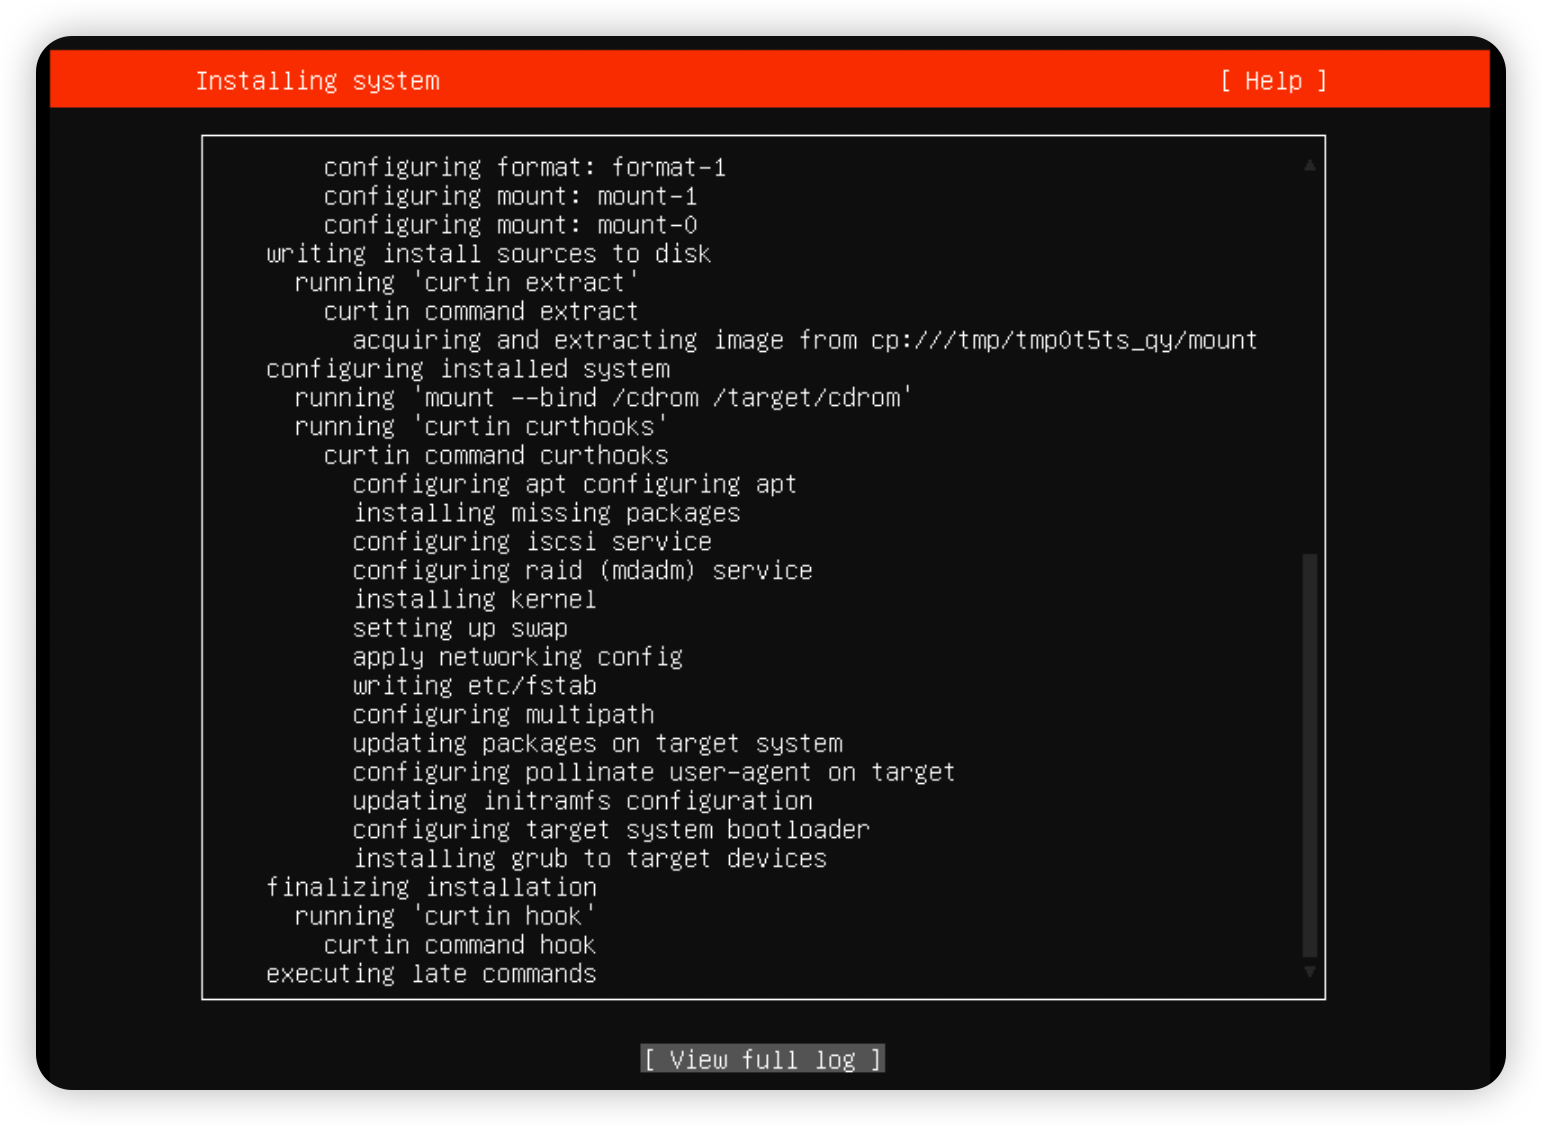 Installing system
[ Help ]
configuring format: format-1
configuring mount: mount-1
configuring mount: mount-0
writing install sources to disk
running 'curtin extract'
curtin command extract
acquiring and extracting image from cp:///tmp/tmp0t5ts_qy/mount
configuring installed system
running 'mount --bind /cdrom /target/cdrom'
running 'curtin curthooks'
curtin command curthooks
configuring apt configuring apt
installing missing packages
configuring iscsi service
configuring raid (mdadm) service
installing kernel
setting up swap
apply networking config
writing etc/fstab
configuring multipath
updating packages on target system
configuring pollinate user-agent on target
updating initramfs configuration
configuring target system bootloader
installing grub to target devices
finalizing installation
running 'curtin hook'
curtin command hook
executing late commands
[ View full log ]